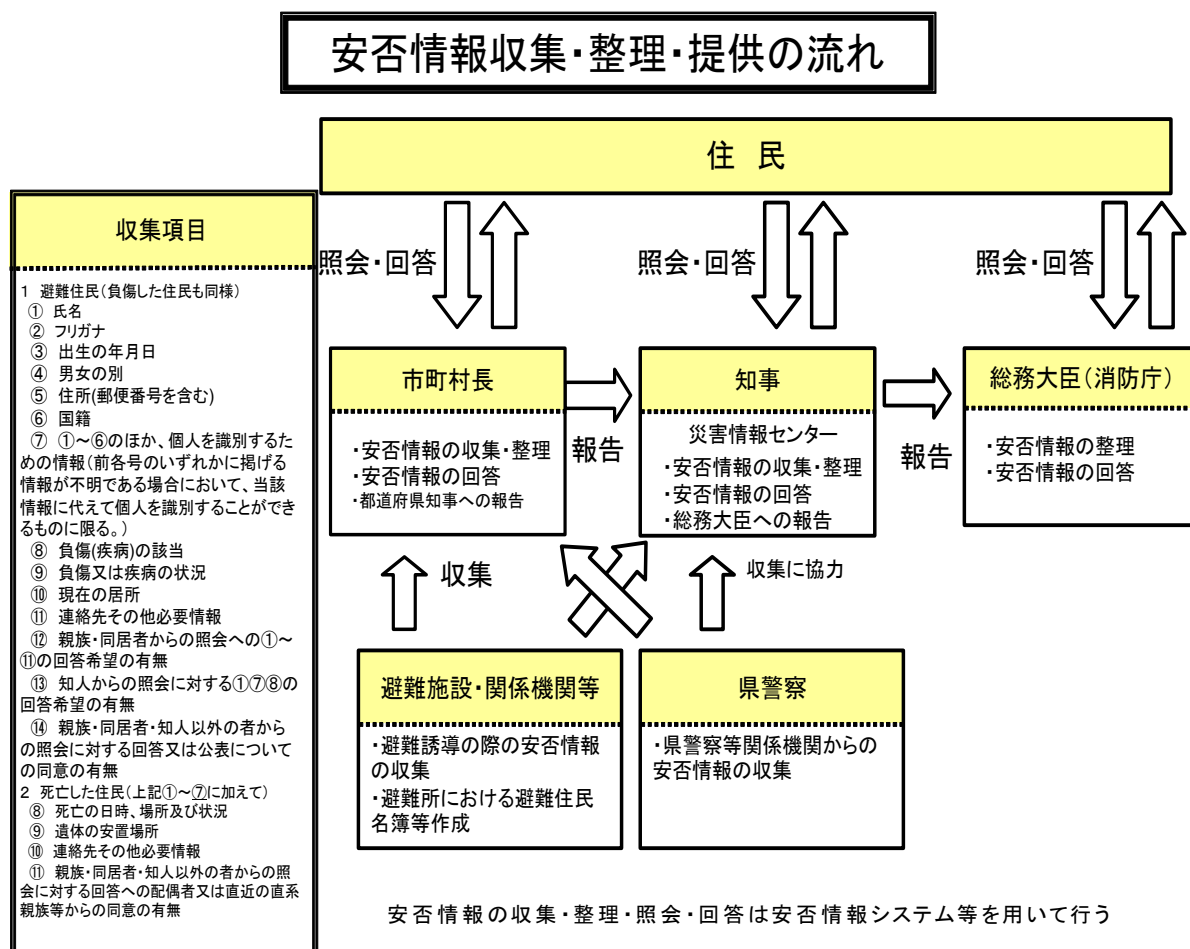 安否情報収集・整理・提供の流れ
住 民
収集項目
1 避難住民(負傷した住民も同様)
① 氏名
② フリガナ
③ 出生の年月日
④ 男女の別
⑤ 住所(郵便番号を含む)
⑥ 国籍
⑦ ①～⑥のほか、個人を識別するた
めの情報(前各号のいずれかに掲げる
情報が不明である場合において、当該
情報に代えて個人を識別することができ
るものに限る。)
⑧ 負傷(疾病)の該当
⑨ 負傷又は疾病の状況
⑩ 現在の居所
⑪ 連絡先その他必要情報
⑫ 親族・同居者からの照会への①～
⑪の回答希望の有無
⑬ 知人からの照会に対する①⑦⑧の
回答希望の有無
⑭ 親族・同居者・知人以外の者から
の照会に対する回答又は公表について
の同意の有無
2 死亡した住民(上記①～⑦に加えて)
⑧ 死亡の日時、場所及び状況
⑨ 遺体の安置場所
⑩ 連絡先その他必要情報
⑪ 親族・同居者・知人以外の者からの照
会に対する回答への配偶者又は直近の直系
親族等からの同意の有無
照会・回答
照会・回答
照会・回答
市町村長
・安否情報の収集・整理
・安否情報の回答
・都道府県知事への報告
報告
知事
災害情報センター
・安否情報の収集・整理
・安否情報の回答
・総務大臣への報告
報告
総務大臣(消防庁)
・安否情報の整理
・安否情報の回答
収集
収集に協力
避難施設・関係機関等
・避難誘導の際の安否情報
の収集
・避難所における避難住民
名簿等作成
県警察
・県警察等関係機関からの
安否情報の収集
安否情報の収集・整理・照会・回答は安否情報システム等を用いて行う